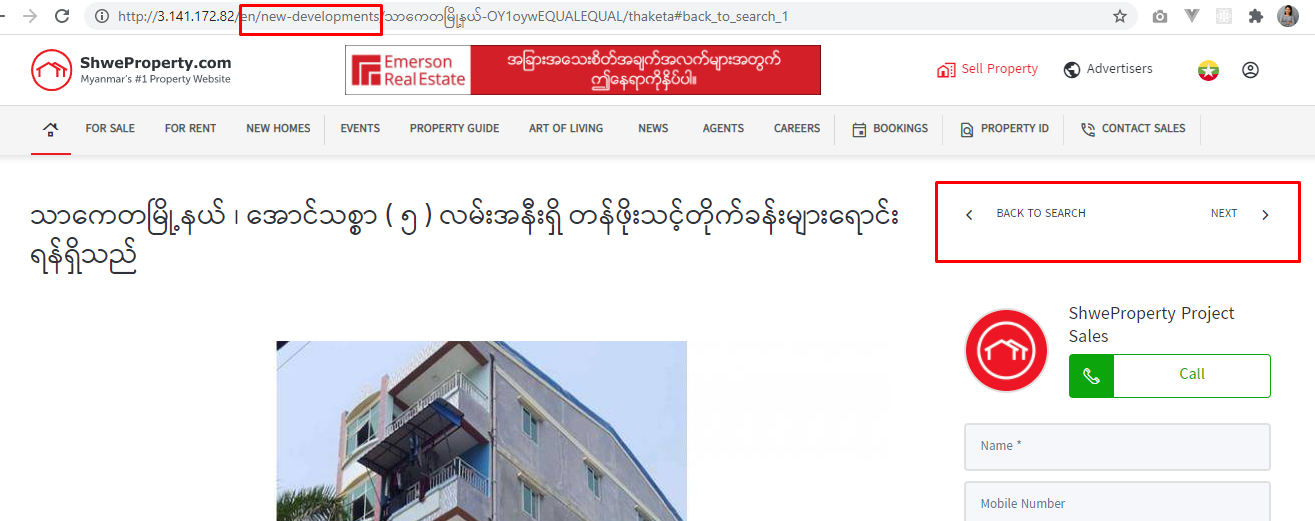 http://3.141.172.82/en/new-developments/သာကေတမြို့နယ်-OY1oywEQUALEQUAL/thaketa#back_to_search_1
ShweProperty.com
Myanmar's #1 Property Website
Emerson
Real Estate
အခြားအသေးစိတ်အချက်အလက်များအတွက်
ဤနေရာကိုနှိပ်ပါ။
Sell Property
Advertisers
FOR SALE
FOR RENT
NEW HOMES
EVENTS
PROPERTY GUIDE
ART OF LIVING
NEWS
AGENTS
CAREERS
BOOKINGS
PROPERTY ID
CONTACT SALES
သာကေတမြို့နယ် ၊ အောင်သစ္စာ ( ၅ ) လမ်းအနီးရှိ တန်ဖိုးသင့်တိုက်ခန်းများရောင်း
ရန်ရှိသည်
BACK TO SEARCH
NEXT
ShweProperty Project
Sales
Call
Name *
Mobile Number